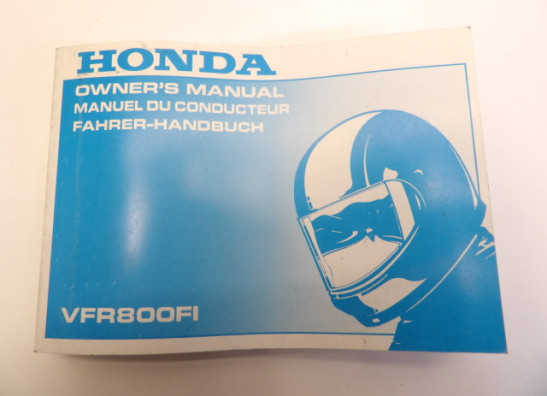 HONDA
OWNER'S MANUAL
MANUEL DU CONDUCTEUR
FAHRER-HANDBUCH
VFR800FI